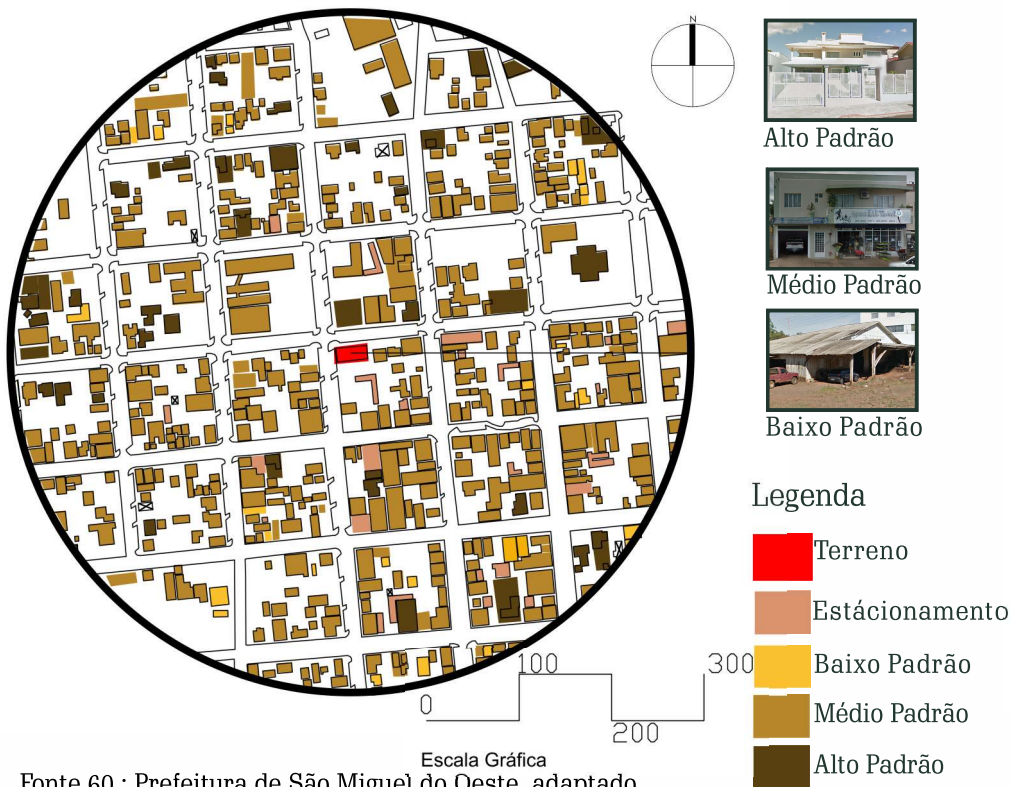 N
Alto Padrão
Médio Padrão
Baixo Padrão
Legenda
Terreno
Estácionamento
Baixo Padrão
Médio Padrão
Alto Padrão
100
300
0
200
Escala Gráfica
Fonte 60 : Prefeitura de São Miguel do Oeste, adaptado